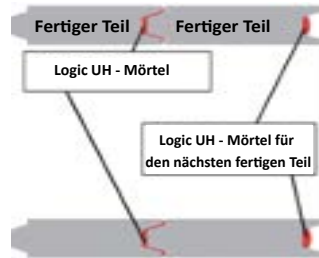 Fertiger Teil Fertiger Teil
Logic UH - Mörtel
Logic UH - Mörtel für
den nächsten fertigen Teil